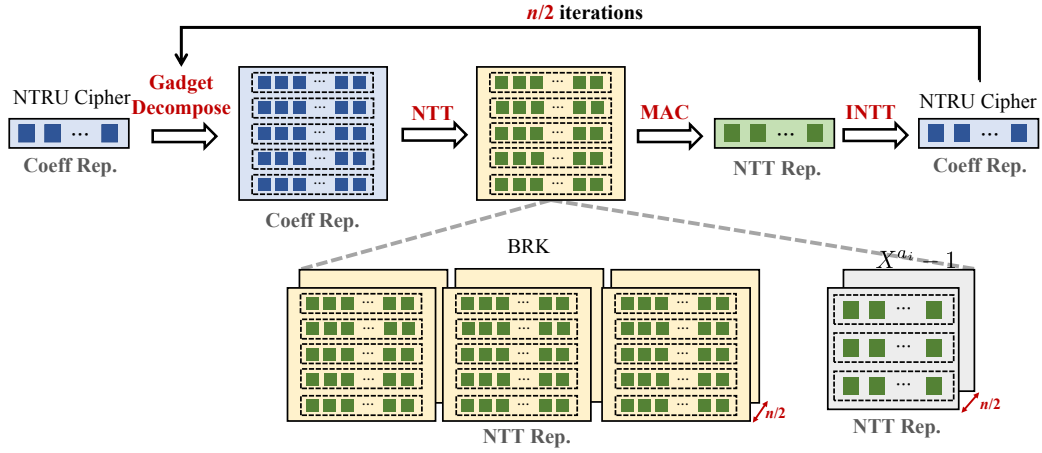 n/2 iterations
NTRU Cipher
Coeff Rep.
Gadget
Decompose
Coeff Rep.
NTT
MAC
NTT Rep.
INTT
NTRU Cipher
Coeff Rep.
BRK
n/2
NTT Rep.
X^{a_i} − 1
n/2
NTT Rep.